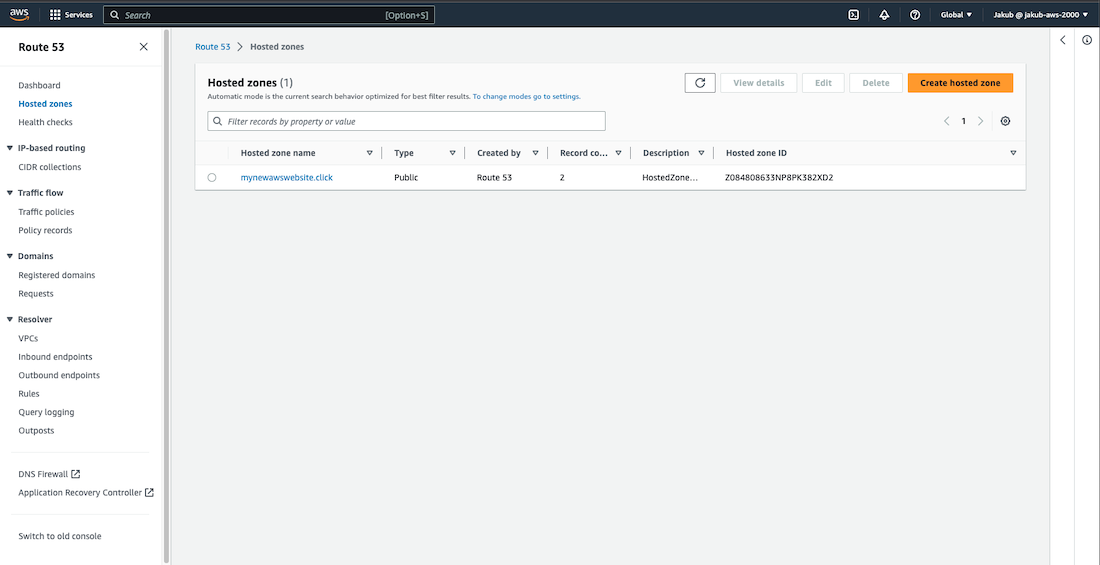 aws Services Search [Option+S] Global Jakub @ jakub-aws-2000
Route 53
Dashboard
Hosted zones
Health checks
IP-based routing
CIDR collections
Traffic flow
Traffic policies
Policy records
Domains
Registered domains
Requests
Resolver
VPCs
Inbound endpoints
Outbound endpoints
Rules
Query logging
Outposts
DNS Firewall
Application Recovery Controller
Switch to old console
Route 53 > Hosted zones
Hosted zones (1)
Automatic mode is the current search behavior optimized for best filter results. To change modes go to settings.
View details Edit Delete Create hosted zone
Filter records by property or value
1
Hosted zone name Type Created by Record co... Description Hosted zone ID
mynewawswebsite.click Public Route 53 2 HostedZone... Z084808633NP8PK382XD2